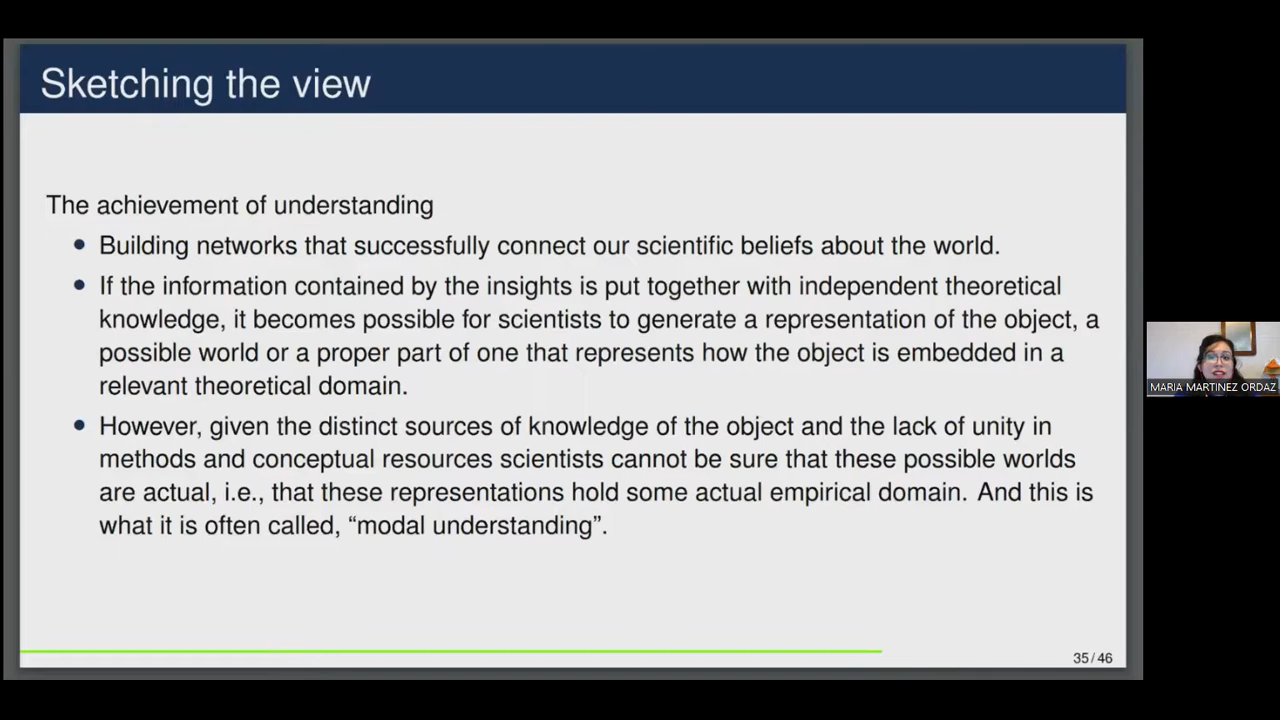 Sketching the view
The achievement of understanding
Building networks that successfully connect our scientific beliefs about the world.
If the information contained by the insights is put together with independent theoretical
knowledge, it becomes possible for scientists to generate a representation of the object, a
possible world or a proper part of one that represents how the object is embedded in a
relevant theoretical domain.
However, given the distinct sources of knowledge of the object and the lack of unity in
methods and conceptual resources scientists cannot be sure that these possible worlds
are actual, i.e., that these representations hold some actual empirical domain. And this is
what it is often called, “modal understanding”.
35/46
MARIA MARTINEZ ORDAZ